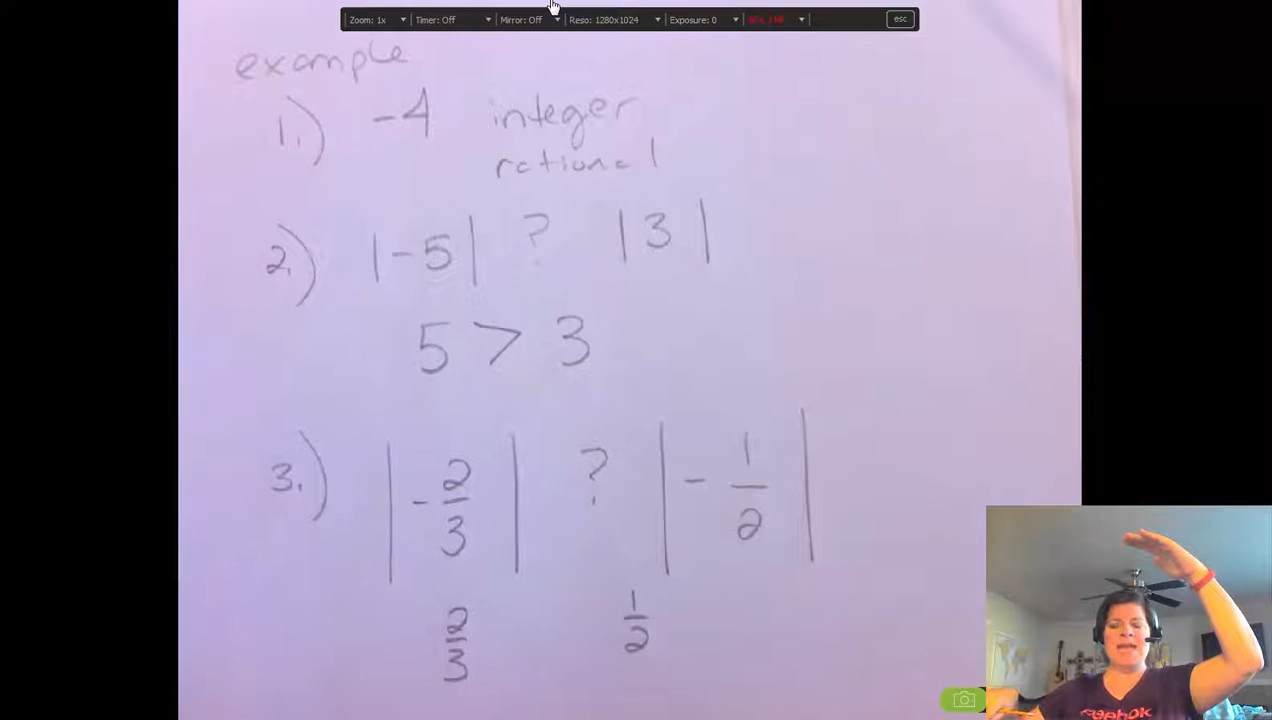 Zoom: 1x Timer: Off Mirror: Off Reso: 1280x1024 Exposure: 0 esc
example
1.) -4 integer
rational
2.) |-5| ? |3|
5 > 3
3.) |-2/3| ? |-1/2|
2/3 1/2
Reebok